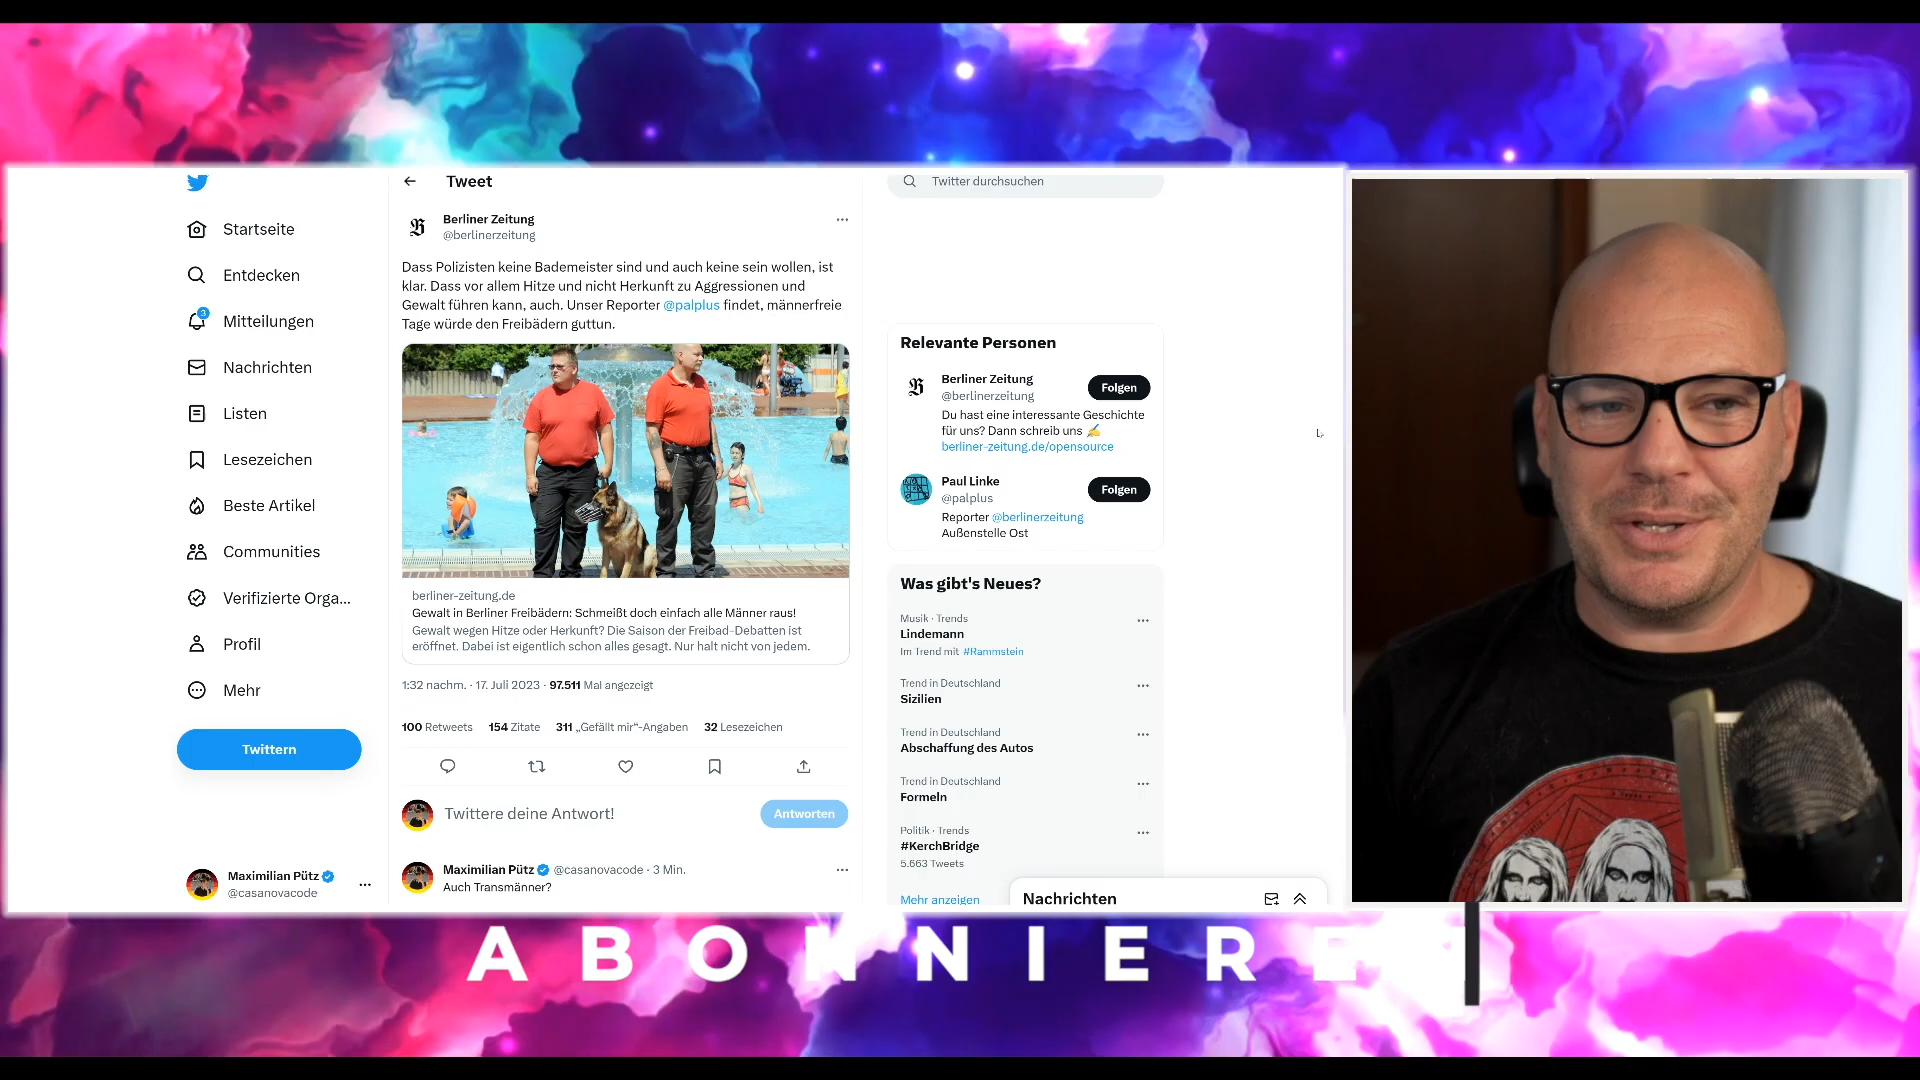 Tweet
Twitter durchsuchen
Startseite
Entdecken
3
Mitteilungen
Nachrichten
Listen
Lesezeichen
Beste Artikel
Communities
Verifizierte Orga...
Profil
Mehr
Twittern
Maximilian Pütz
@casanovacode
Berliner Zeitung
@berlinerzeitung
Dass Polizisten keine Bademeister sind und auch keine sein wollen, ist
klar. Dass vor allem Hitze und nicht Herkunft zu Aggressionen und
Gewalt führen kann, auch. Unser Reporter @palplus findet, männerfreie
Tage würde den Freibädern guttun.
berliner-zeitung.de
Gewalt in Berliner Freibädern: Schmeißt doch einfach alle Männer raus!
Gewalt wegen Hitze oder Herkunft? Die Saison der Freibad-Debatten ist
eröffnet. Dabei ist eigentlich schon alles gesagt. Nur halt nicht von jedem.
1:32 nachm. · 17. Juli 2023 · 97.511 Mal angezeigt
100 Retweets 154 Zitate 311 „Gefällt mir“-Angaben 32 Lesezeichen
Twittere deine Antwort!
Antworten
Maximilian Pütz @casanovacode · 3 Min.
Auch Transmänner?
Relevante Personen
Berliner Zeitung
@berlinerzeitung
Folgen
Du hast eine interessante Geschichte
für uns? Dann schreib uns ✍️
berliner-zeitung.de/opensource
Paul Linke
@palplus
Folgen
Reporter @berlinerzeitung
Außenstelle Ost
Was gibt's Neues?
Musik · Trends
Lindemann
Im Trend mit #Rammstein
Trend in Deutschland
Sizilien
Trend in Deutschland
Abschaffung des Autos
Trend in Deutschland
Formeln
Politik · Trends
#KerchBridge
5.663 Tweets
Mehr anzeigen
Nachrichten
ABONNIERE